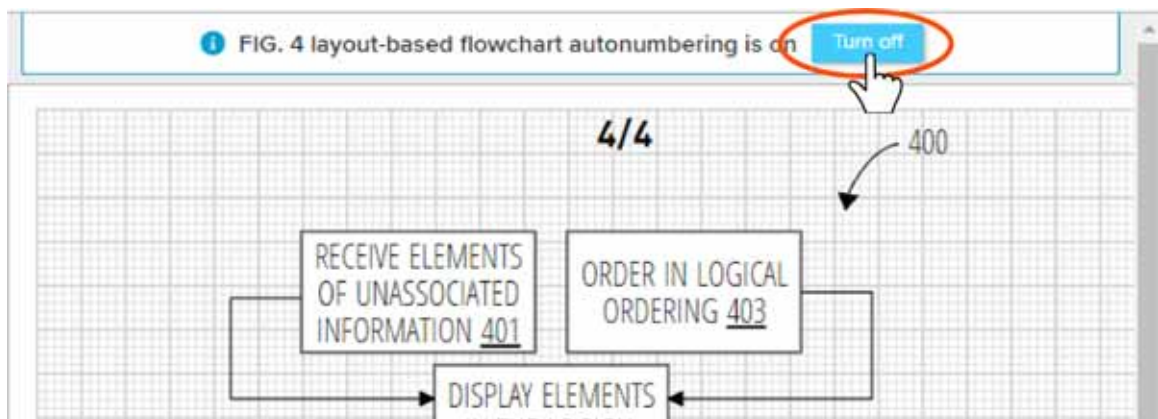 FIG. 4 layout-based flowchart autonumbering is on
Turn off
4/4
400
RECEIVE ELEMENTS
OF UNASSOCIATED
INFORMATION 401
ORDER IN LOGICAL
ORDERING 403
DISPLAY ELEMENTS